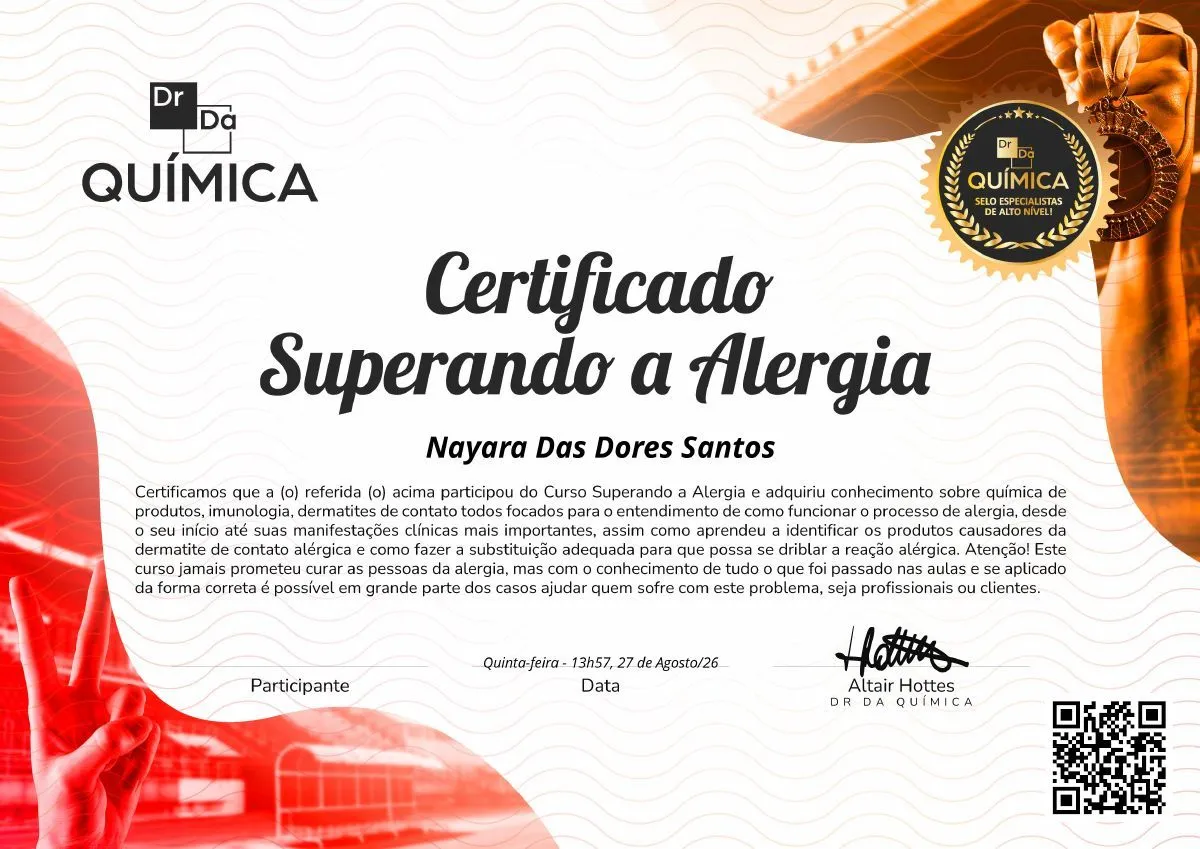 Dr
Da
QUÍMICA
Dr
Da
QUÍMICA
SELO ESPECIALISTAS
DE ALTO NÍVEL!
Certificado
Superando a Alergia
Nayara Das Dores Santos
Certificamos que a (o) referida (o) acima participou do Curso Superando a Alergia e adquiriu conhecimento sobre química de
produtos, imunologia, dermatites de contato todos focados para o entendimento de como funcionar o processo de alergia, desde
o seu início até suas manifestações clínicas mais importantes, assim como aprendeu a identificar os produtos causadores da
dermatite de contato alérgica e como fazer a substituição adequada para que possa se driblar a reação alérgica. Atenção! Este
curso jamais prometeu curar as pessoas da alergia, mas com o conhecimento de tudo o que foi passado nas aulas e se aplicado
da forma correta é possível em grande parte dos casos ajudar quem sofre com este problema, seja profissionais ou clientes.
Quinta-feira - 13h57, 27 de Agosto/26
Participante
Data
Altair Hottes
DR DA QUÍMICA